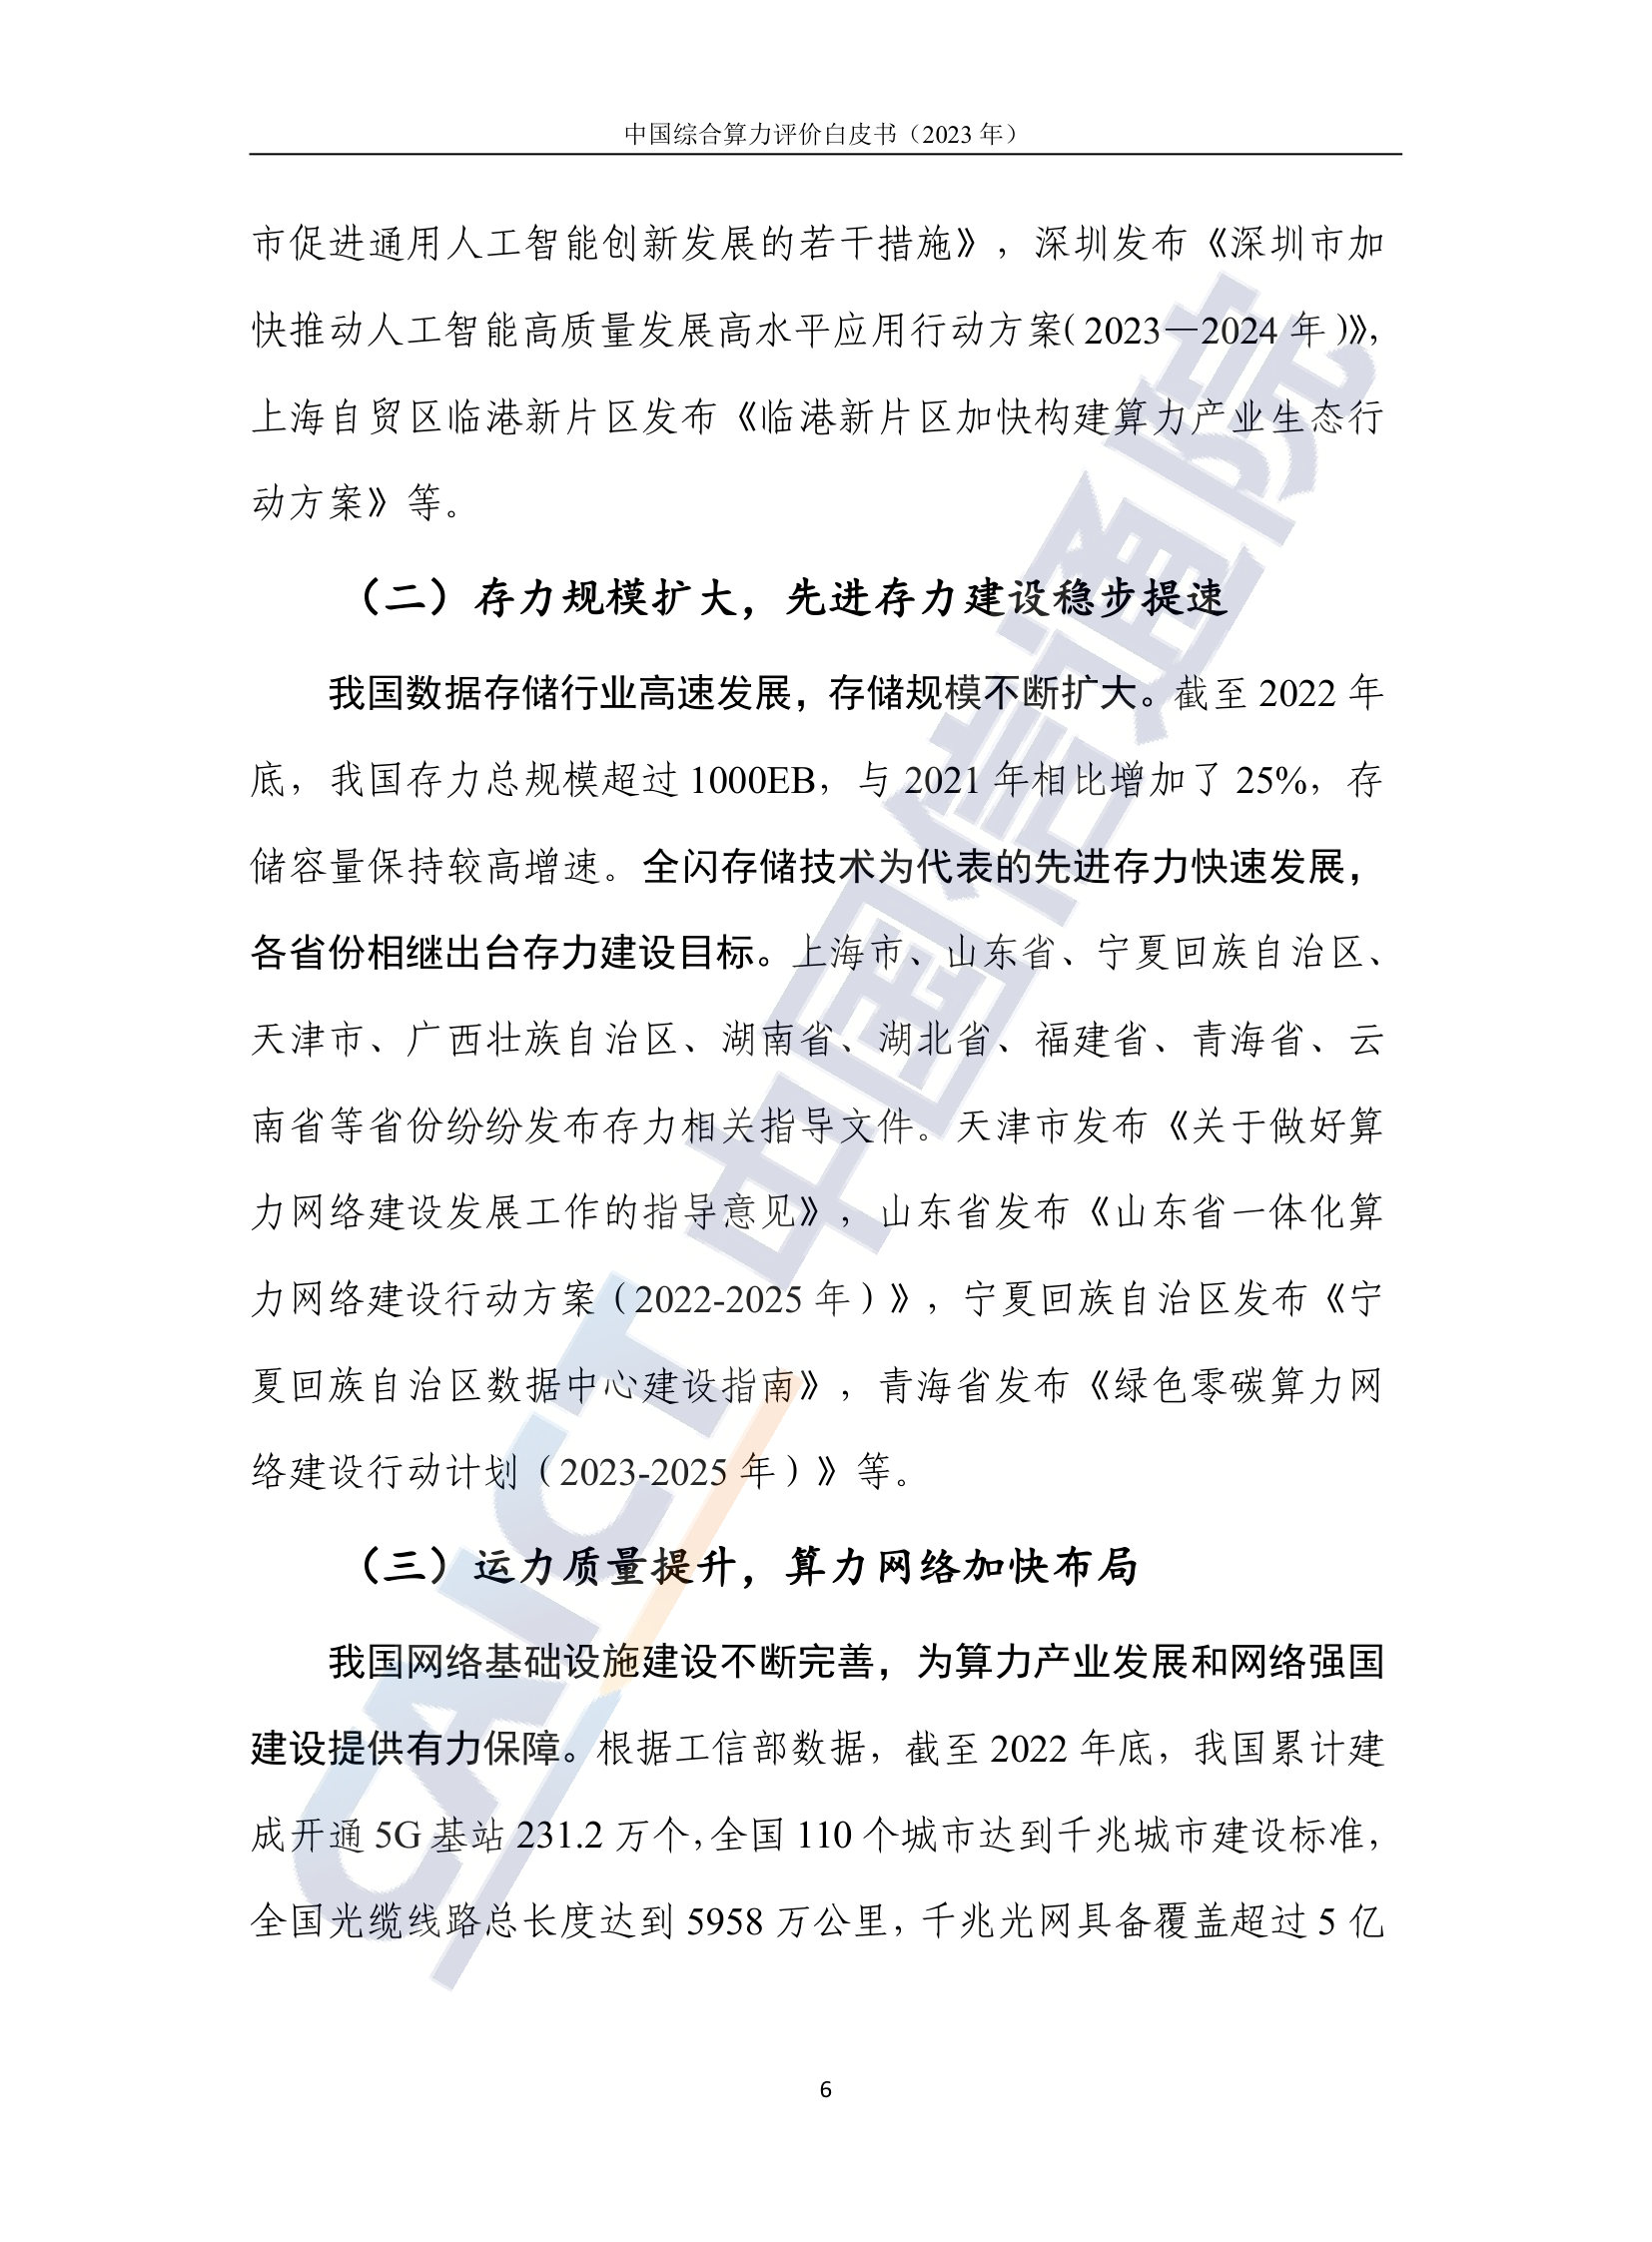 中国综合算力评价白皮书（2023 年）
市促进通用人工智能创新发展的若干措施》，深圳发布《深圳市加
快推动人工智能高质量发展高水平应用行动方案（2023—2024 年）》，
上海自贸区临港新片区发布《临港新片区加快构建算力产业生态行
动方案》等。
（二）存力规模扩大，先进存力建设稳步提速
我国数据存储行业高速发展，存储规模不断扩大。截至 2022 年
底，我国存力总规模超过 1000EB，与 2021 年相比增加了 25%，存
储容量保持较高增速。全闪存储技术为代表的先进存力快速发展，
各省份相继出台存力建设目标。上海市、山东省、宁夏回族自治区、
天津市、广西壮族自治区、湖南省、湖北省、福建省、青海省、云
南省等省份纷纷发布存力相关指导文件。天津市发布《关于做好算
力网络建设发展工作的指导意见》，山东省发布《山东省一体化算
力网络建设行动方案（2022-2025 年）》，宁夏回族自治区发布《宁
夏回族自治区数据中心建设指南》，青海省发布《绿色零碳算力网
络建设行动计划（2023-2025 年）》等。
（三）运力质量提升，算力网络加快布局
我国网络基础设施建设不断完善，为算力产业发展和网络强国
建设提供有力保障。根据工信部数据，截至 2022 年底，我国累计建
成开通 5G 基站 231.2 万个，全国 110 个城市达到千兆城市建设标准，
全国光缆线路总长度达到 5958 万公里，千兆光网具备覆盖超过 5 亿
6
CAICT 中国信通院